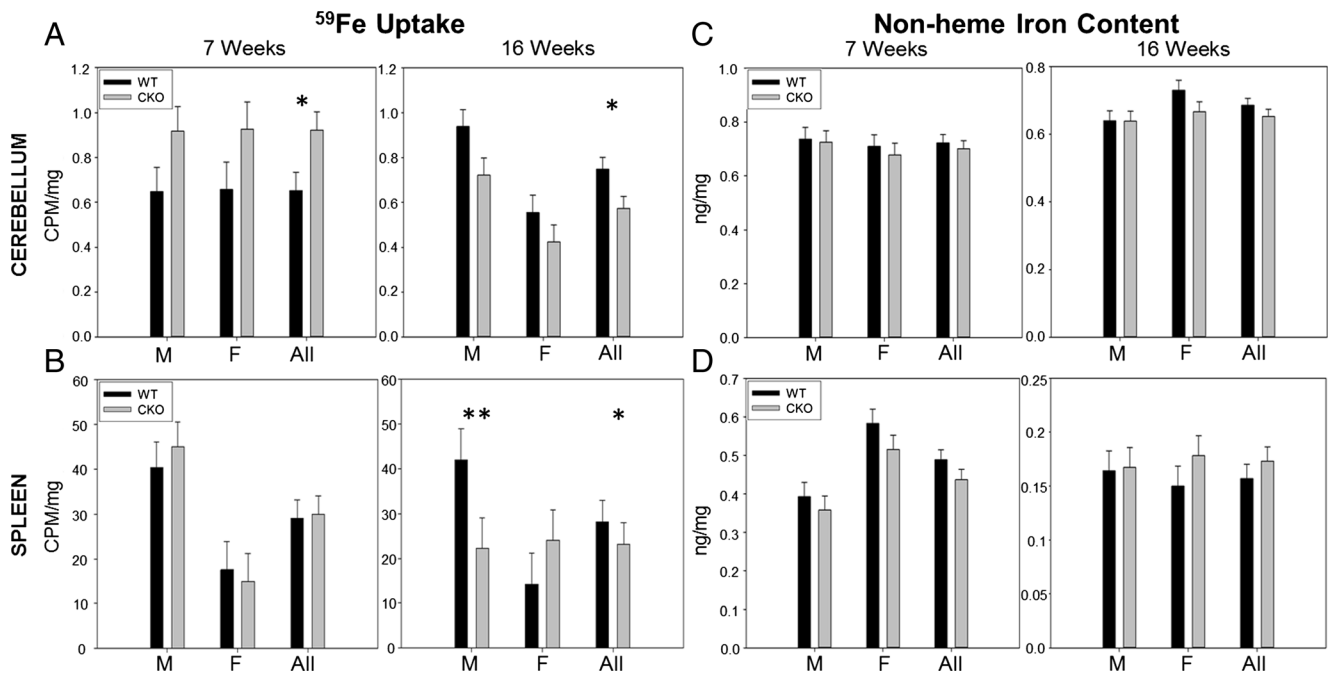 A
⁵⁹Fe Uptake
C
Non-heme Iron Content
7 Weeks
16 Weeks
7 Weeks
16 Weeks
CEREBELLUM
CPM/mg
1.2
1.0
0.8
0.6
0.4
0.2
0.0
WT
CKO
*
M
F
All
1.2
1.0
0.8
0.6
0.4
0.2
0.0
*
M
F
All
ng/mg
1.0
0.8
0.6
0.4
0.2
0.0
WT
CKO
M
F
All
0.8
0.6
0.4
0.2
0.0
M
F
All
B
SPLEEN
CPM/mg
60
50
40
30
20
10
0
WT
CKO
M
F
All
60
50
40
30
20
10
0
**
*
M
F
All
D
ng/mg
0.7
0.6
0.5
0.4
0.3
0.2
0.1
0.0
WT
CKO
M
F
All
0.25
0.2
0.15
0.1
0.05
0
M
F
All